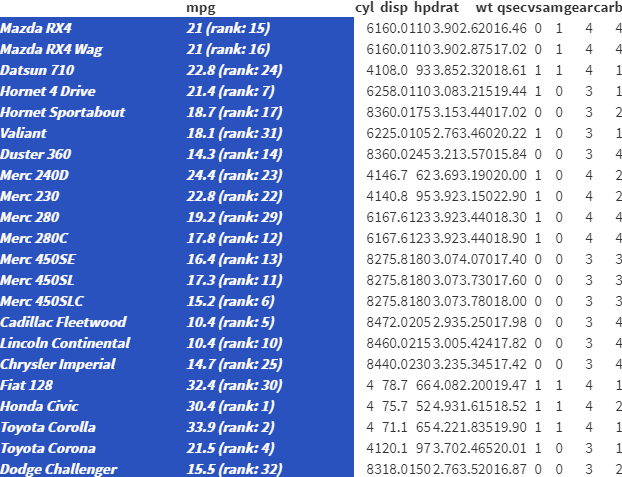 mpg cyl disp hp drat wt qsec vs am gear carb
Mazda RX4 21 (rank: 15) 6 160.0 110 3.90 2.620 16.46 0 1 4 4
Mazda RX4 Wag 21 (rank: 16) 6 160.0 110 3.90 2.875 17.02 0 1 4 4
Datsun 710 22.8 (rank: 24) 4 108.0 93 3.85 2.320 18.61 1 1 4 1
Hornet 4 Drive 21.4 (rank: 7) 6 258.0 110 3.08 3.215 19.44 1 0 3 1
Hornet Sportabout 18.7 (rank: 17) 8 360.0 175 3.15 3.440 17.02 0 0 3 2
Valiant 18.1 (rank: 31) 6 225.0 105 2.76 3.460 20.22 1 0 3 1
Duster 360 14.3 (rank: 14) 8 360.0 245 3.21 3.570 15.84 0 0 3 4
Merc 240D 24.4 (rank: 23) 4 146.7 62 3.69 3.190 20.00 1 0 4 2
Merc 230 22.8 (rank: 22) 4 140.8 95 3.92 3.150 22.90 1 0 4 2
Merc 280 19.2 (rank: 29) 6 167.6 123 3.92 3.440 18.30 1 0 4 4
Merc 280C 17.8 (rank: 12) 6 167.6 123 3.92 3.440 18.90 1 0 4 4
Merc 450SE 16.4 (rank: 13) 8 275.8 180 3.07 4.070 17.40 0 0 3 3
Merc 450SL 17.3 (rank: 11) 8 275.8 180 3.07 3.730 17.60 0 0 3 3
Merc 450SLC 15.2 (rank: 6) 8 275.8 180 3.07 3.780 18.00 0 0 3 3
Cadillac Fleetwood 10.4 (rank: 5) 8 472.0 205 2.93 5.250 17.98 0 0 3 4
Lincoln Continental 10.4 (rank: 10) 8 460.0 215 3.00 5.424 17.82 0 0 3 4
Chrysler Imperial 14.7 (rank: 25) 8 440.0 230 3.23 5.345 17.42 0 0 3 4
Fiat 128 32.4 (rank: 30) 4 78.7 66 4.08 2.200 19.47 1 1 4 1
Honda Civic 30.4 (rank: 1) 4 75.7 52 4.93 1.615 18.52 1 1 4 2
Toyota Corolla 33.9 (rank: 2) 4 71.1 65 4.22 1.835 19.90 1 1 4 1
Toyota Corona 21.5 (rank: 4) 4 120.1 97 3.70 2.465 20.01 1 0 3 1
Dodge Challenger 15.5 (rank: 32) 8 318.0 150 2.76 3.520 16.87 0 0 3 2